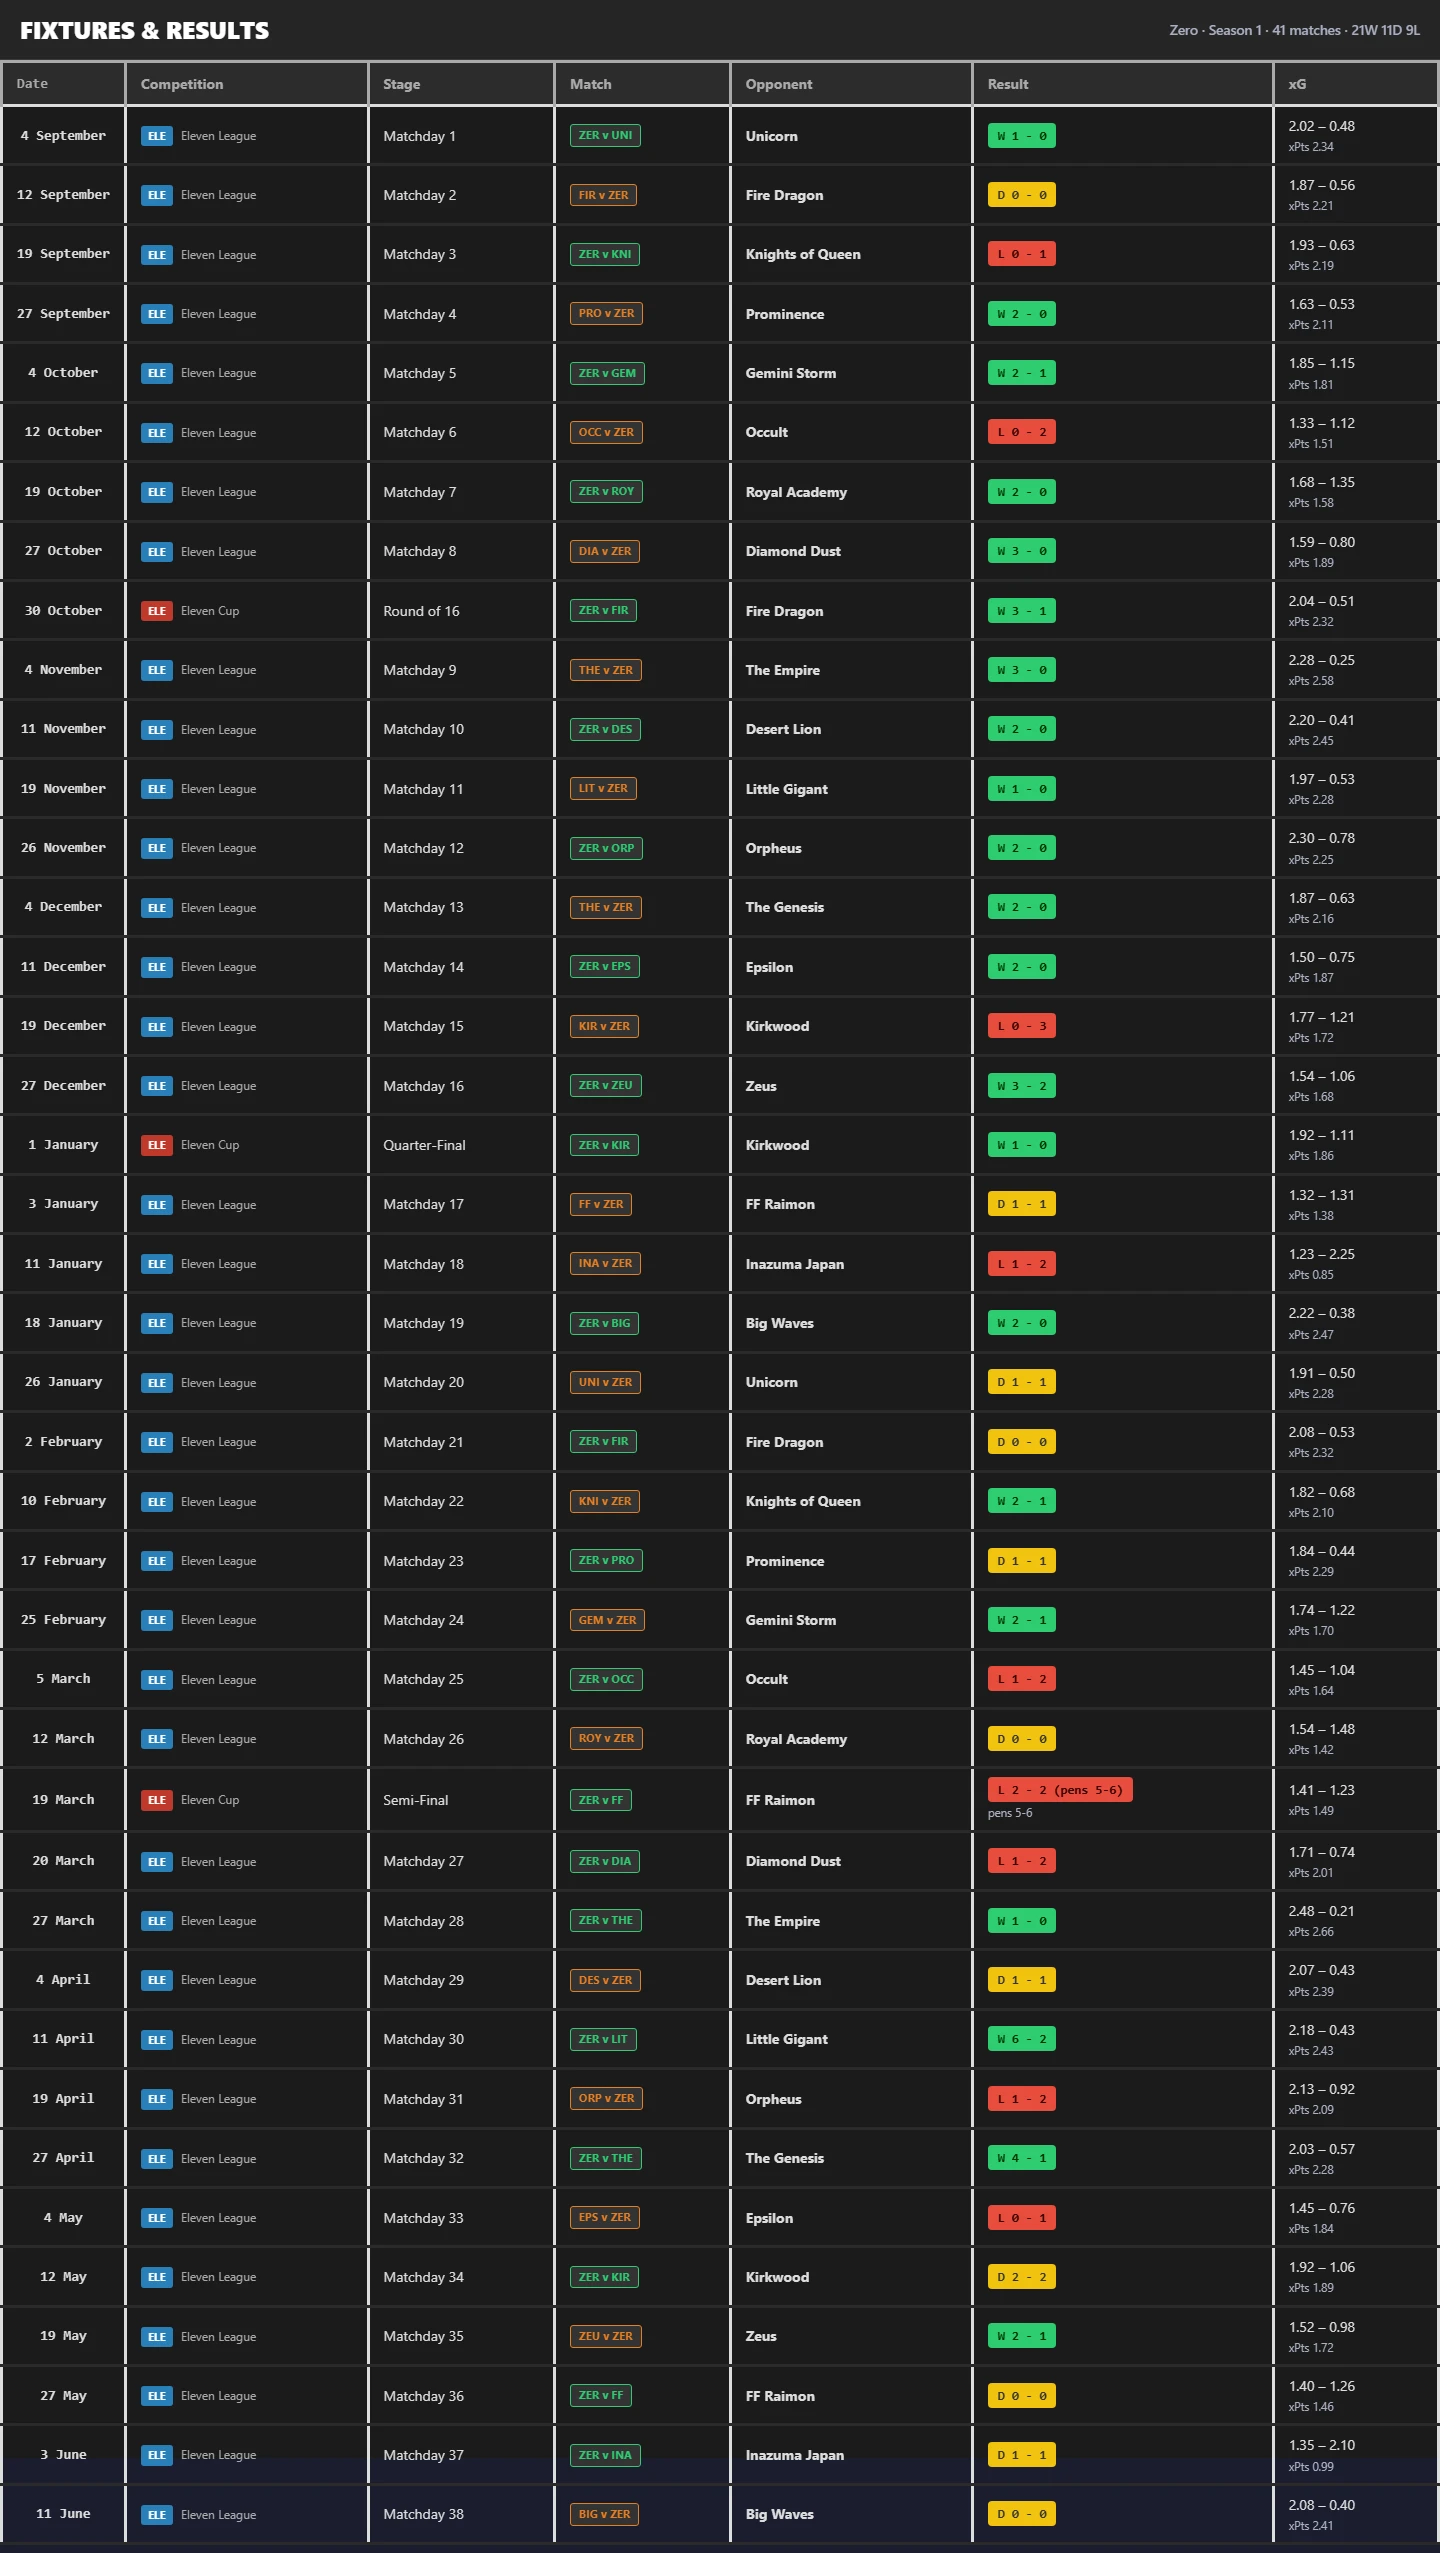 FIXTURES & RESULTS
Zero · Season 1 · 41 matches · 21W 11D 9L
Date Competition Stage Match Opponent Result xG
4 September ELE Eleven League Matchday 1 ZER v UNI Unicorn W 1 - 0 2.02 – 0.48
xPts 2.34
12 September ELE Eleven League Matchday 2 FIR v ZER Fire Dragon D 0 - 0 1.87 – 0.56
xPts 2.21
19 September ELE Eleven League Matchday 3 ZER v KNI Knights of Queen L 0 - 1 1.93 – 0.63
xPts 2.19
27 September ELE Eleven League Matchday 4 PRO v ZER Prominence W 2 - 0 1.63 – 0.53
xPts 2.11
4 October ELE Eleven League Matchday 5 ZER v GEM Gemini Storm W 2 - 1 1.85 – 1.15
xPts 1.81
12 October ELE Eleven League Matchday 6 OCC v ZER Occult L 0 - 2 1.33 – 1.12
xPts 1.51
19 October ELE Eleven League Matchday 7 ZER v ROY Royal Academy W 2 - 0 1.68 – 1.35
xPts 1.58
27 October ELE Eleven League Matchday 8 DIA v ZER Diamond Dust W 3 - 0 1.59 – 0.80
xPts 1.89
30 October ELE Eleven Cup Round of 16 ZER v FIR Fire Dragon W 3 - 1 2.04 – 0.51
xPts 2.32
4 November ELE Eleven League Matchday 9 THE v ZER The Empire W 3 - 0 2.28 – 0.25
xPts 2.58
11 November ELE Eleven League Matchday 10 ZER v DES Desert Lion W 2 - 0 2.20 – 0.41
xPts 2.45
19 November ELE Eleven League Matchday 11 LIT v ZER Little Gigant W 1 - 0 1.97 – 0.53
xPts 2.28
26 November ELE Eleven League Matchday 12 ZER v ORP Orpheus W 2 - 0 2.30 – 0.78
xPts 2.25
4 December ELE Eleven League Matchday 13 THE v ZER The Genesis W 2 - 0 1.87 – 0.63
xPts 2.16
11 December ELE Eleven League Matchday 14 ZER v EPS Epsilon W 2 - 0 1.50 – 0.75
xPts 1.87
19 December ELE Eleven League Matchday 15 KIR v ZER Kirkwood L 0 - 3 1.77 – 1.21
xPts 1.72
27 December ELE Eleven League Matchday 16 ZER v ZEU Zeus W 3 - 2 1.54 – 1.06
xPts 1.68
1 January ELE Eleven Cup Quarter-Final ZER v KIR Kirkwood W 1 - 0 1.92 – 1.11
xPts 1.86
3 January ELE Eleven League Matchday 17 FF v ZER FF Raimon D 1 - 1 1.32 – 1.31
xPts 1.38
11 January ELE Eleven League Matchday 18 INA v ZER Inazuma Japan L 1 - 2 1.23 – 2.25
xPts 0.85
18 January ELE Eleven League Matchday 19 ZER v BIG Big Waves W 2 - 0 2.22 – 0.38
xPts 2.47
26 January ELE Eleven League Matchday 20 UNI v ZER Unicorn D 1 - 1 1.91 – 0.50
xPts 2.28
2 February ELE Eleven League Matchday 21 ZER v FIR Fire Dragon D 0 - 0 2.08 – 0.53
xPts 2.32
10 February ELE Eleven League Matchday 22 KNI v ZER Knights of Queen W 2 - 1 1.82 – 0.68
xPts 2.10
17 February ELE Eleven League Matchday 23 ZER v PRO Prominence D 1 - 1 1.84 – 0.44
xPts 2.29
25 February ELE Eleven League Matchday 24 GEM v ZER Gemini Storm W 2 - 1 1.74 – 1.22
xPts 1.70
5 March ELE Eleven League Matchday 25 ZER v OCC Occult L 1 - 2 1.45 – 1.04
xPts 1.64
12 March ELE Eleven League Matchday 26 ROY v ZER Royal Academy D 0 - 0 1.54 – 1.48
xPts 1.42
19 March ELE Eleven Cup Semi-Final ZER v FF FF Raimon L 2 - 2 (pens 5-6) 1.41 – 1.23
pens 5-6 xPts 1.49
20 March ELE Eleven League Matchday 27 ZER v DIA Diamond Dust L 1 - 2 1.71 – 0.74
xPts 2.01
27 March ELE Eleven League Matchday 28 ZER v THE The Empire W 1 - 0 2.48 – 0.21
xPts 2.66
4 April ELE Eleven League Matchday 29 DES v ZER Desert Lion D 1 - 1 2.07 – 0.43
xPts 2.39
11 April ELE Eleven League Matchday 30 ZER v LIT Little Gigant W 6 - 2 2.18 – 0.43
xPts 2.43
19 April ELE Eleven League Matchday 31 ORP v ZER Orpheus L 1 - 2 2.13 – 0.92
xPts 2.09
27 April ELE Eleven League Matchday 32 ZER v THE The Genesis W 4 - 1 2.03 – 0.57
xPts 2.28
4 May ELE Eleven League Matchday 33 EPS v ZER Epsilon L 0 - 1 1.45 – 0.76
xPts 1.84
12 May ELE Eleven League Matchday 34 ZER v KIR Kirkwood D 2 - 2 1.92 – 1.06
xPts 1.89
19 May ELE Eleven League Matchday 35 ZEU v ZER Zeus W 2 - 1 1.52 – 0.98
xPts 1.72
27 May ELE Eleven League Matchday 36 ZER v FF FF Raimon D 0 - 0 1.40 – 1.26
xPts 1.46
3 June ELE Eleven League Matchday 37 ZER v INA Inazuma Japan D 1 - 1 1.35 – 2.10
xPts 0.99
11 June ELE Eleven League Matchday 38 BIG v ZER Big Waves D 0 - 0 2.08 – 0.40
xPts 2.41